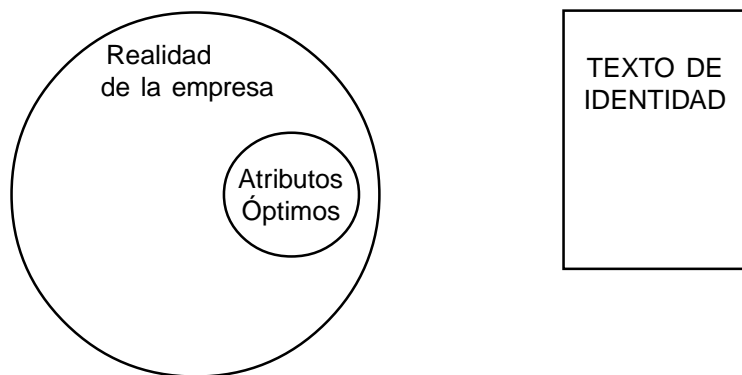 Realidad
de la empresa
Atributos
Óptimos
TEXTO DE
IDENTIDAD